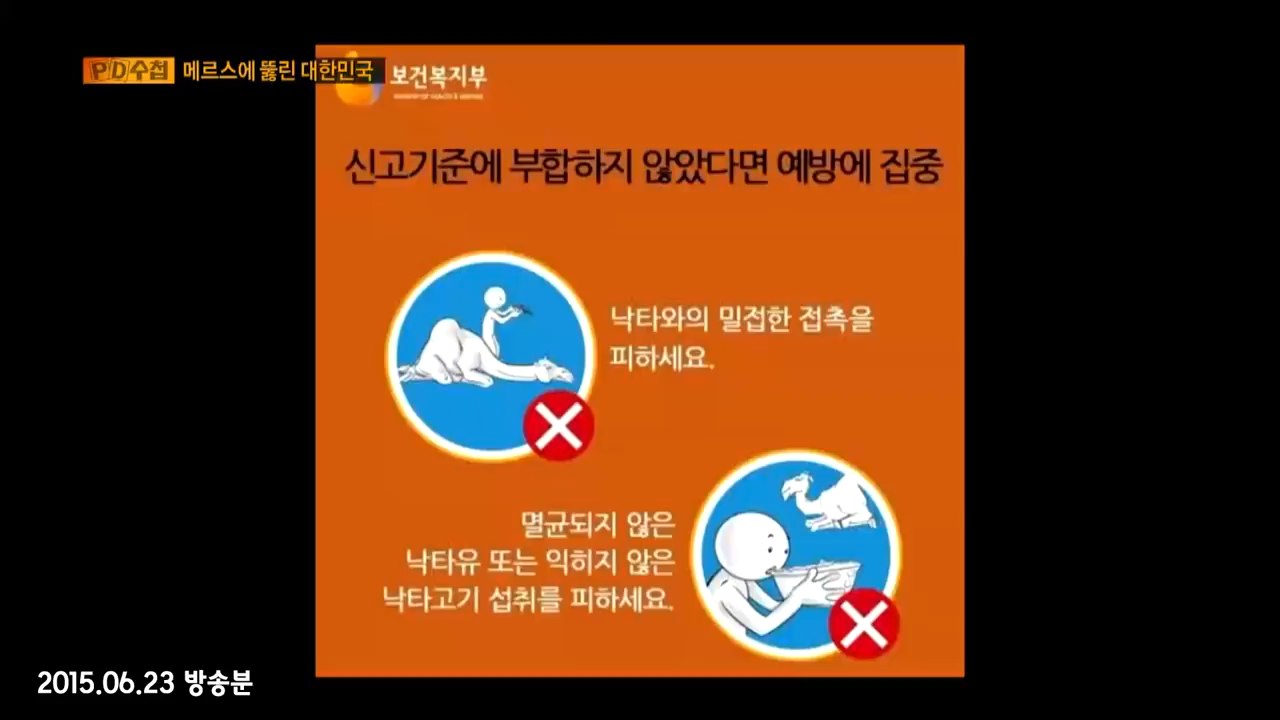 PD수첩 메르스에 뚫린 대한민국
보건복지부
MINISTRY OF HEALTH & WELFARE
신고기준에 부합하지 않았다면 예방에 집중
낙타와의 밀접한 접촉을
피하세요.
멸균되지 않은
낙타유 또는 익히지 않은
낙타고기 섭취를 피하세요.
2015.06.23 방송분